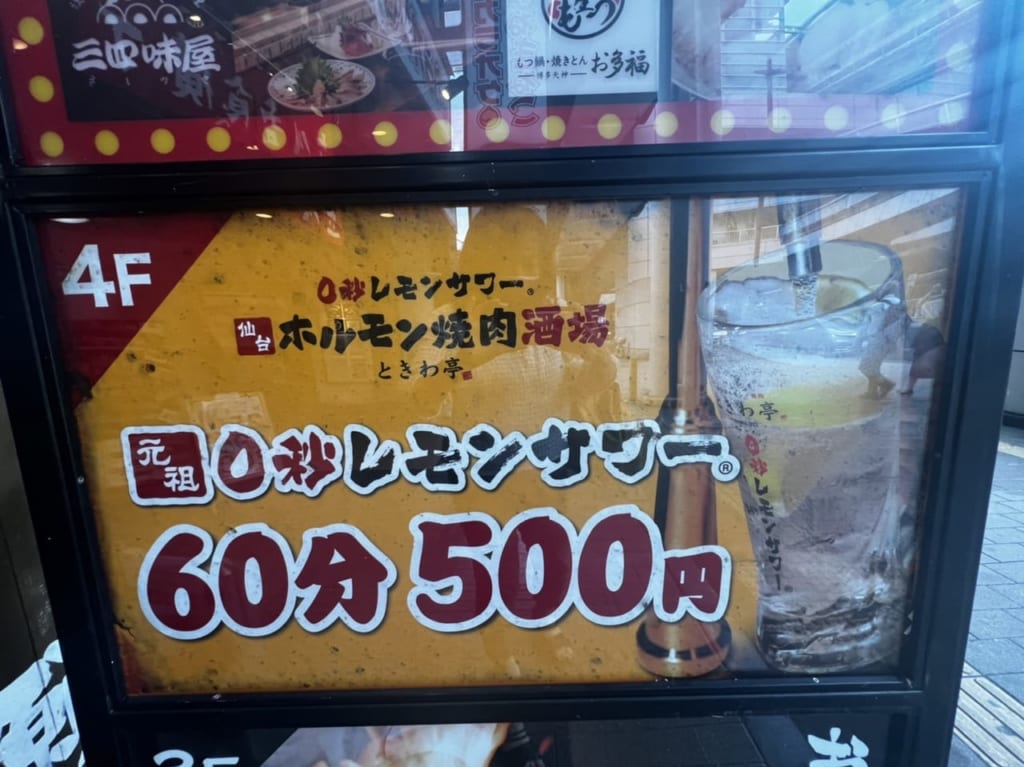 三四味屋
もつ鍋・焼きとん
博多天神
お多福
4F
0秒レモンサワー®
仙台 ホルモン焼肉酒場
ときわ亭
元祖 0秒レモンサワー®
60分 500円
わ亭
0秒レモンサワー®